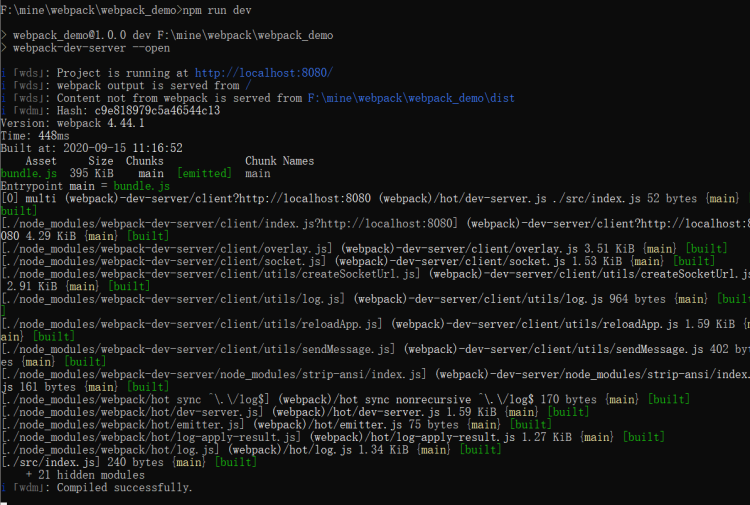 F:\mine\webpack\webpack_demo>npm run dev
> webpack_demo@1.0.0 dev F:\mine\webpack\webpack_demo
> webpack-dev-server --open
i ｢wds｣: Project is running at http://localhost:8080/
i ｢wds｣: webpack output is served from /
i ｢wds｣: Content not from webpack is served from F:\mine\webpack\webpack_demo\dist
i ｢wdm｣: Hash: c9e818979c5a46544c13
Version: webpack 4.44.1
Time: 448ms
Built at: 2020-09-15 11:16:52
Asset Size Chunks Chunk Names
bundle.js 395 KiB main [emitted] main
Entrypoint main = bundle.js
[0] multi (webpack)-dev-server/client?http://localhost:8080 (webpack)/hot/dev-server.js ./src/index.js 52 bytes {main} [
built]
[./node_modules/webpack-dev-server/client/index.js?http://localhost:8080] (webpack)-dev-server/client?http://localhost:8
080 4.29 KiB {main} [built]
[./node_modules/webpack-dev-server/client/overlay.js] (webpack)-dev-server/client/overlay.js 3.51 KiB {main} [built]
[./node_modules/webpack-dev-server/client/socket.js] (webpack)-dev-server/client/socket.js 1.53 KiB {main} [built]
[./node_modules/webpack-dev-server/client/utils/createSocketUrl.js] (webpack)-dev-server/client/utils/createSocketUrl.js
2.91 KiB {main} [built]
[./node_modules/webpack-dev-server/client/utils/log.js] (webpack)-dev-server/client/utils/log.js 964 bytes {main} [built
]
[./node_modules/webpack-dev-server/client/utils/reloadApp.js] (webpack)-dev-server/client/utils/reloadApp.js 1.59 KiB {m
ain} [built]
[./node_modules/webpack-dev-server/client/utils/sendMessage.js] (webpack)-dev-server/client/utils/sendMessage.js 402 byt
es {main} [built]
[./node_modules/webpack-dev-server/node_modules/strip-ansi/index.js] (webpack)-dev-server/node_modules/strip-ansi/index.
js 161 bytes {main} [built]
[./node_modules/webpack/hot sync ^\.\/log$] (webpack)/hot sync nonrecursive ^\.\/log$ 170 bytes {main} [built]
[./node_modules/webpack/hot/dev-server.js] (webpack)/hot/dev-server.js 1.59 KiB {main} [built]
[./node_modules/webpack/hot/emitter.js] (webpack)/hot/emitter.js 75 bytes {main} [built]
[./node_modules/webpack/hot/log-apply-result.js] (webpack)/hot/log-apply-result.js 1.27 KiB {main} [built]
[./node_modules/webpack/hot/log.js] (webpack)/hot/log.js 1.34 KiB {main} [built]
[./src/index.js] 240 bytes {main} [built]
+ 21 hidden modules
i ｢wdm｣: Compiled successfully.